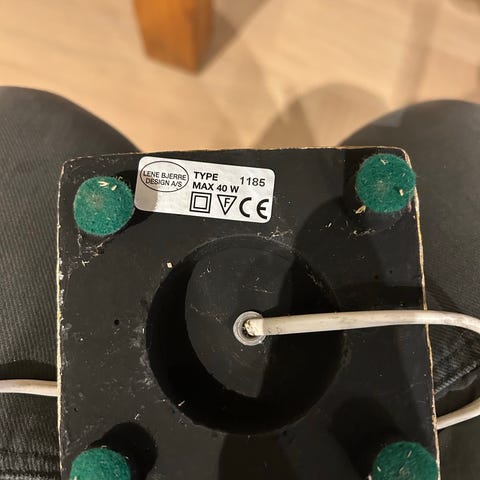 LENE BJERRE
DESIGN A/S
TYPE 1185
MAX 40 W
F CE